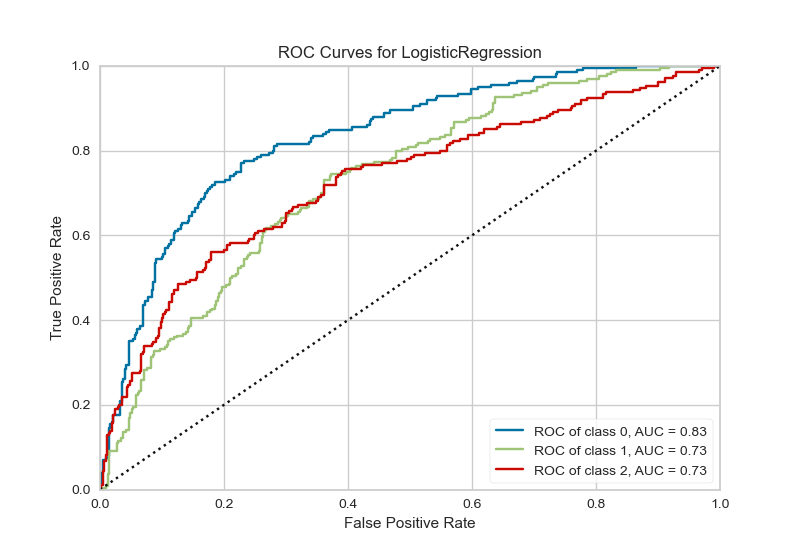 ROC Curves for LogisticRegression
1.0
0.8
0.6
0.4
0.2
0.0
True Positive Rate
ROC of class 0, AUC = 0.83
ROC of class 1, AUC = 0.73
ROC of class 2, AUC = 0.73
0.0 0.2 0.4 0.6 0.8 1.0
False Positive Rate